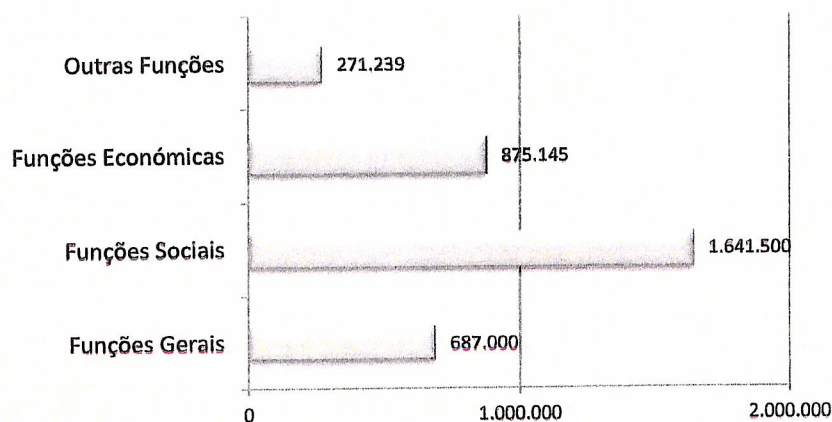 Outras Funções 271.239
Funções Económicas 875.145
Funções Sociais 1.641.500
Funções Gerais 687.000
0 1.000.000 2.000.000